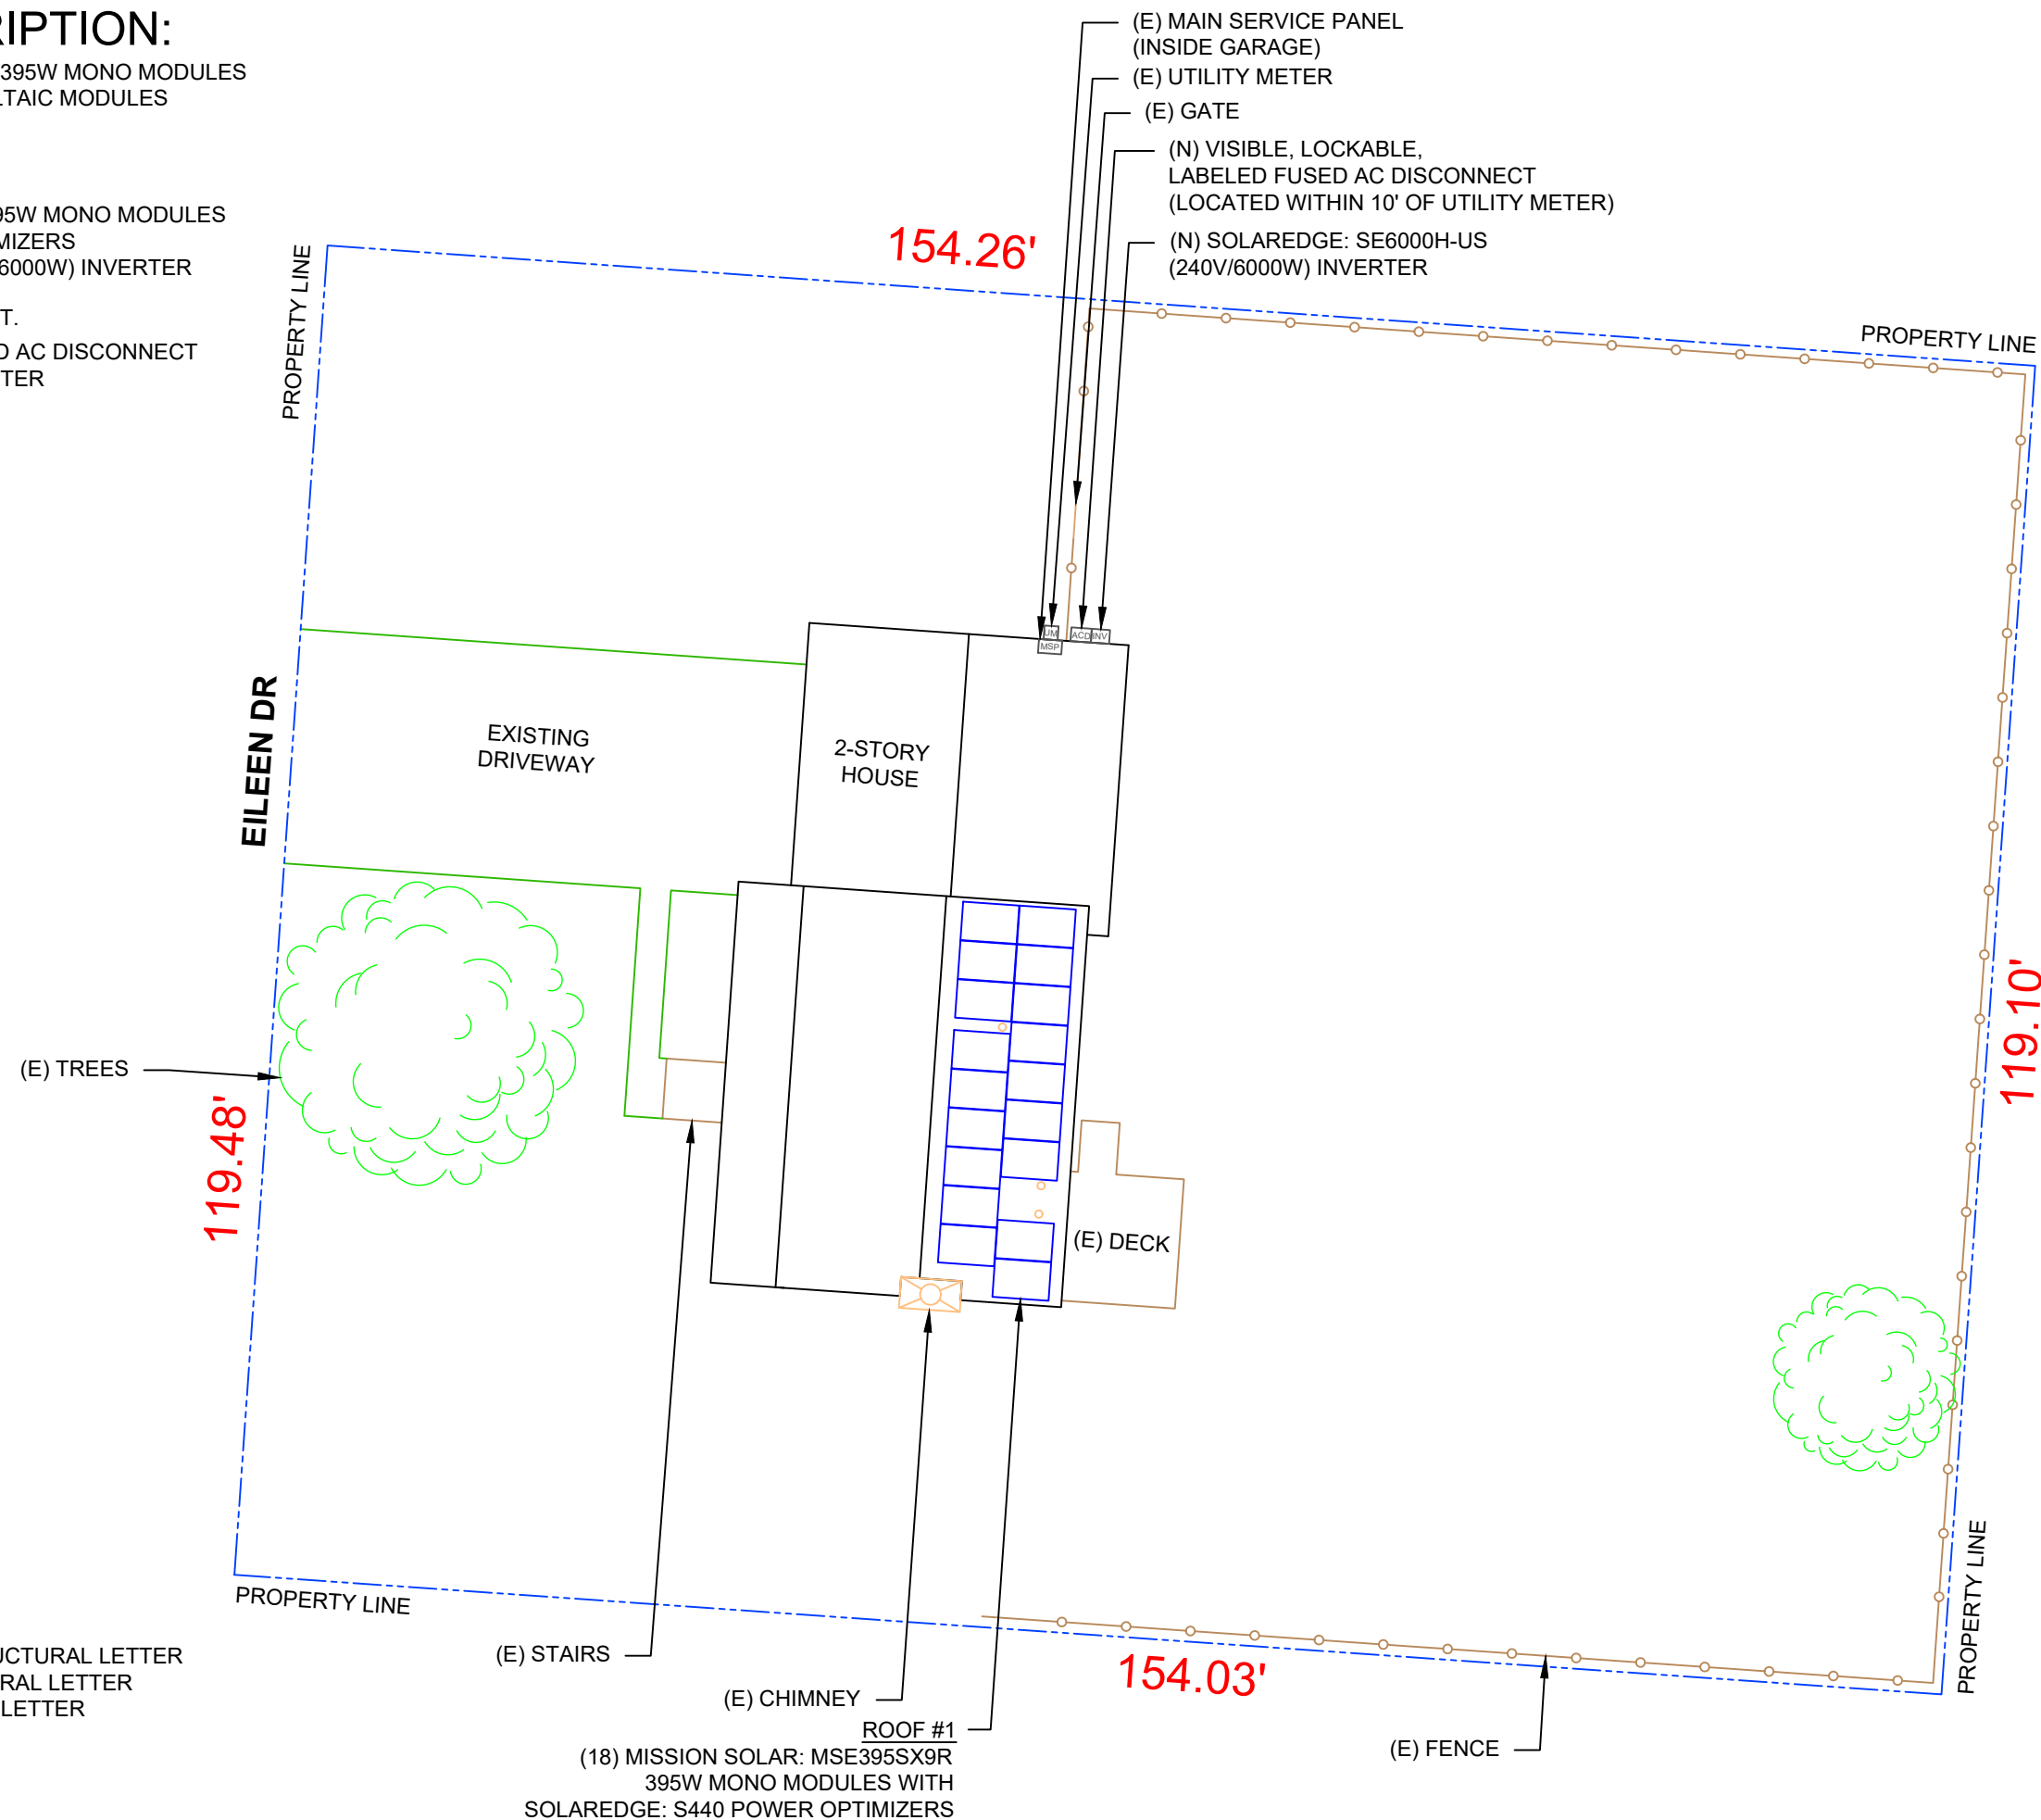 RIPTION:
395W MONO MODULES
LTAIC MODULES
95W MONO MODULES
MIZERS
6000W) INVERTER
T.
D AC DISCONNECT
TER
(E) MAIN SERVICE PANEL
(INSIDE GARAGE)
(E) UTILITY METER
(E) GATE
(N) VISIBLE, LOCKABLE,
LABELED FUSED AC DISCONNECT
(LOCATED WITHIN 10' OF UTILITY METER)
(N) SOLAREDGE: SE6000H-US
(240V/6000W) INVERTER
154.26'
PROPERTY LINE
PROPERTY LINE
UM
ACD
INV
MSP
EILEEN DR
EXISTING
DRIVEWAY
2-STORY
HOUSE
119.10'
(E) TREES
119.48'
(E) DECK
PROPERTY LINE
PROPERTY LINE
(E) STAIRS
154.03'
(E) CHIMNEY
ROOF #1
(18) MISSION SOLAR: MSE395SX9R
395W MONO MODULES WITH
SOLAREDGE: S440 POWER OPTIMIZERS
(E) FENCE
UCTURAL LETTER
RAL LETTER
LETTER